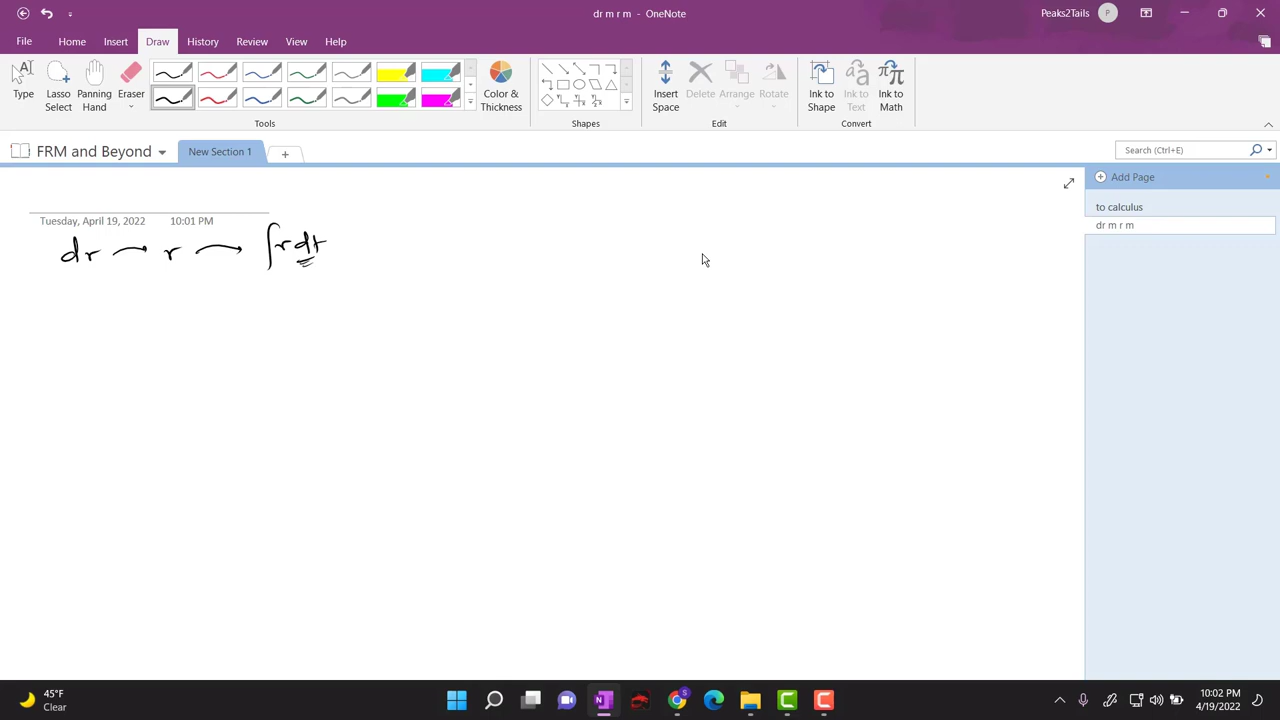 dr m r m - OneNote
Peaks2Tails
P
File
Home
Insert
Draw
History
Review
View
Help
Type
Lasso Select
Panning Hand
Eraser
Color & Thickness
Insert Space
Delete
Arrange
Rotate
Ink to Shape
Ink to Text
Ink to Math
Tools
Shapes
Edit
Convert
FRM and Beyond
New Section 1
Search (Ctrl+E)
Add Page
to calculus
dr m r m
Tuesday, April 19, 2022
10:01 PM
dr → r → ∫r dt
45°F
Clear
S
10:02 PM
4/19/2022